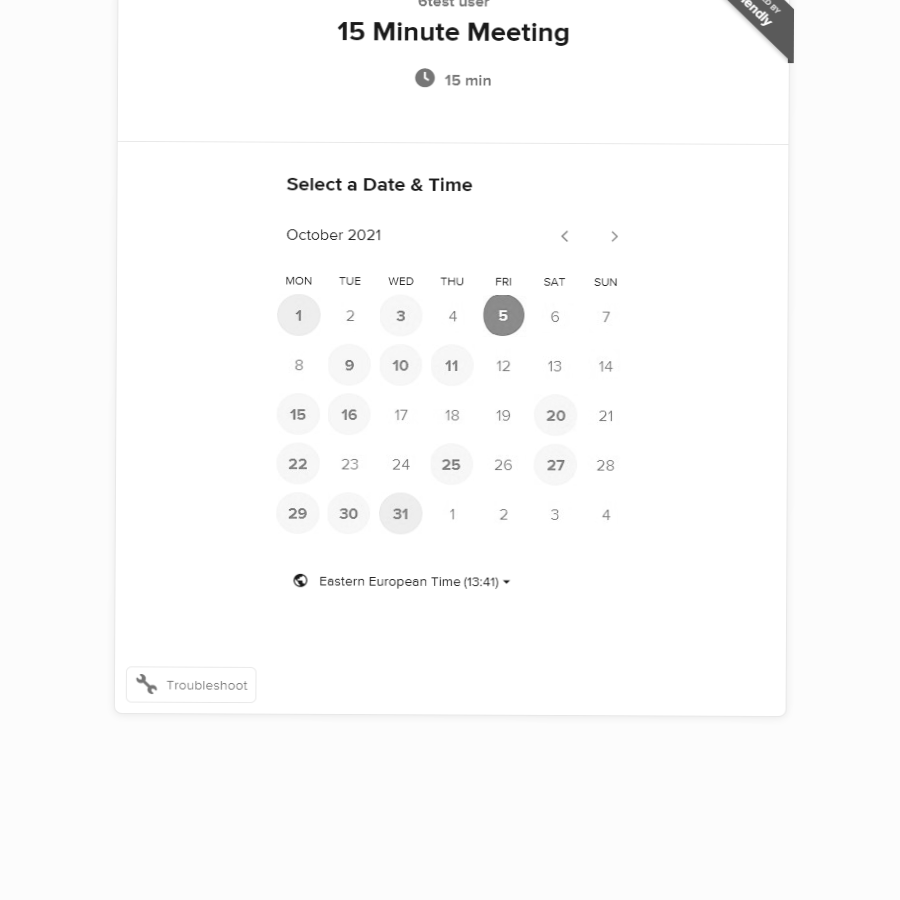 6test user
15 Minute Meeting
15 min
Select a Date & Time
October 2021
MON TUE WED THU FRI SAT SUN
1 2 3 4 5 6 7
8 9 10 11 12 13 14
15 16 17 18 19 20 21
22 23 24 25 26 27 28
29 30 31 1 2 3 4
Eastern European Time (13:41)
Troubleshoot